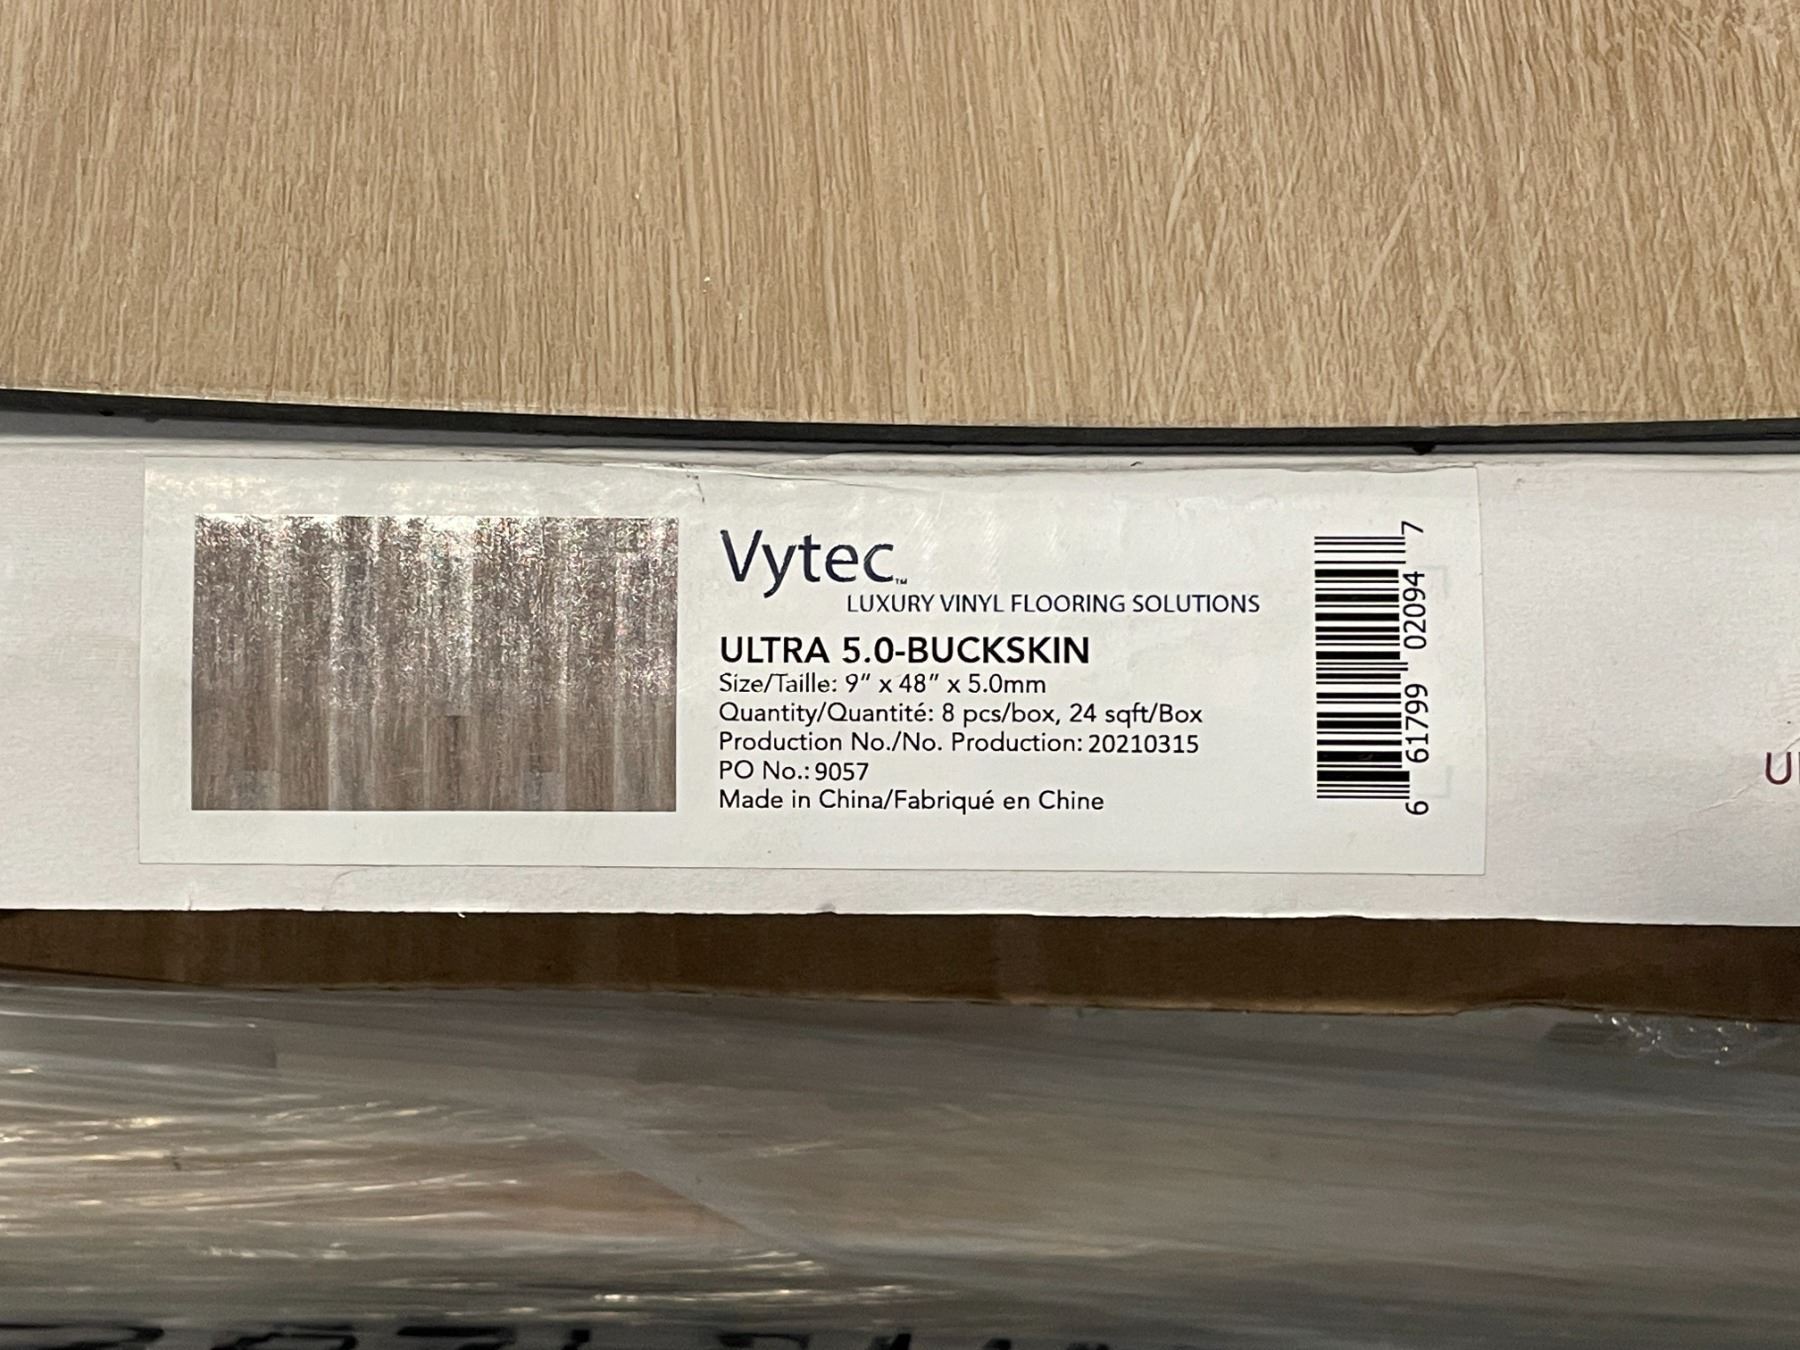 Vytec™
LUXURY VINYL FLOORING SOLUTIONS
ULTRA 5.0-BUCKSKIN
Size/Taille: 9” x 48” x 5.0mm
Quantity/Quantité: 8 pcs/box, 24 sqft/Box
Production No./No. Production: 20210315
PO No.: 9057
Made in China/Fabriqué en Chine
6 61799 02094 7